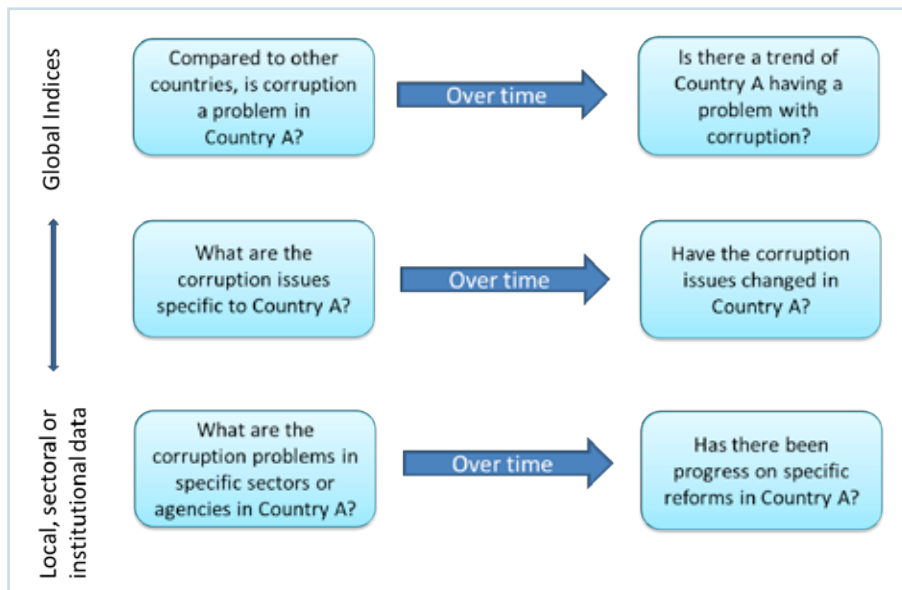 Global Indices
Compared to other
countries, is corruption
a problem in
Country A?
Over time
Is there a trend of
Country A having a
problem with
corruption?
What are the
corruption issues
specific to Country A?
Over time
Have the corruption
issues changed in
Country A?
Local, sectoral or
institutional data
What are the
corruption problems in
specific sectors or
agencies in Country A?
Over time
Has there been
progress on specific
reforms in Country A?